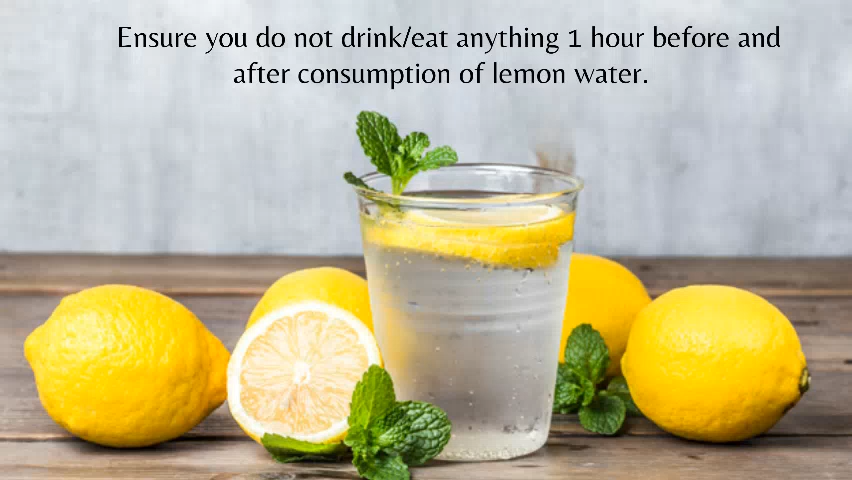 Ensure you do not drink/eat anything 1 hour before and
after consumption of lemon water.